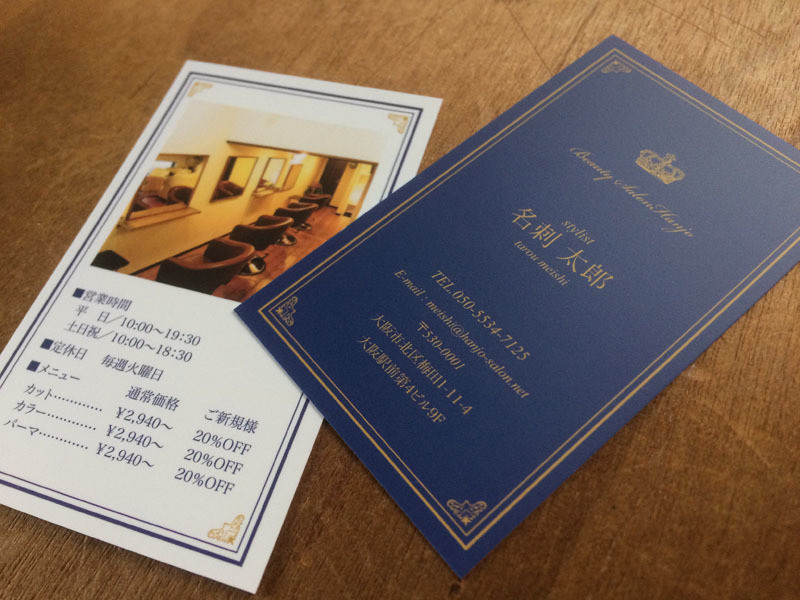 ■営業時間
平　日／10:00〜19:30
土日祝／10:00〜18:30
■定休日　毎週火曜日
■メニュー　通常価格　ご新規様
カット………… ¥2,940〜 20%OFF
カラー………… ¥2,940〜 20%OFF
パーマ………… ¥2,940〜 20%OFF
Beauty Salon Hanjo
stylist
名刺 太郎
tarou meishi
TEL.050-5534-7125
E-mail : meishi@hanjo-salon.net
〒530-0001
大阪市北区梅田1-11-4
大阪駅前第4ビル9F